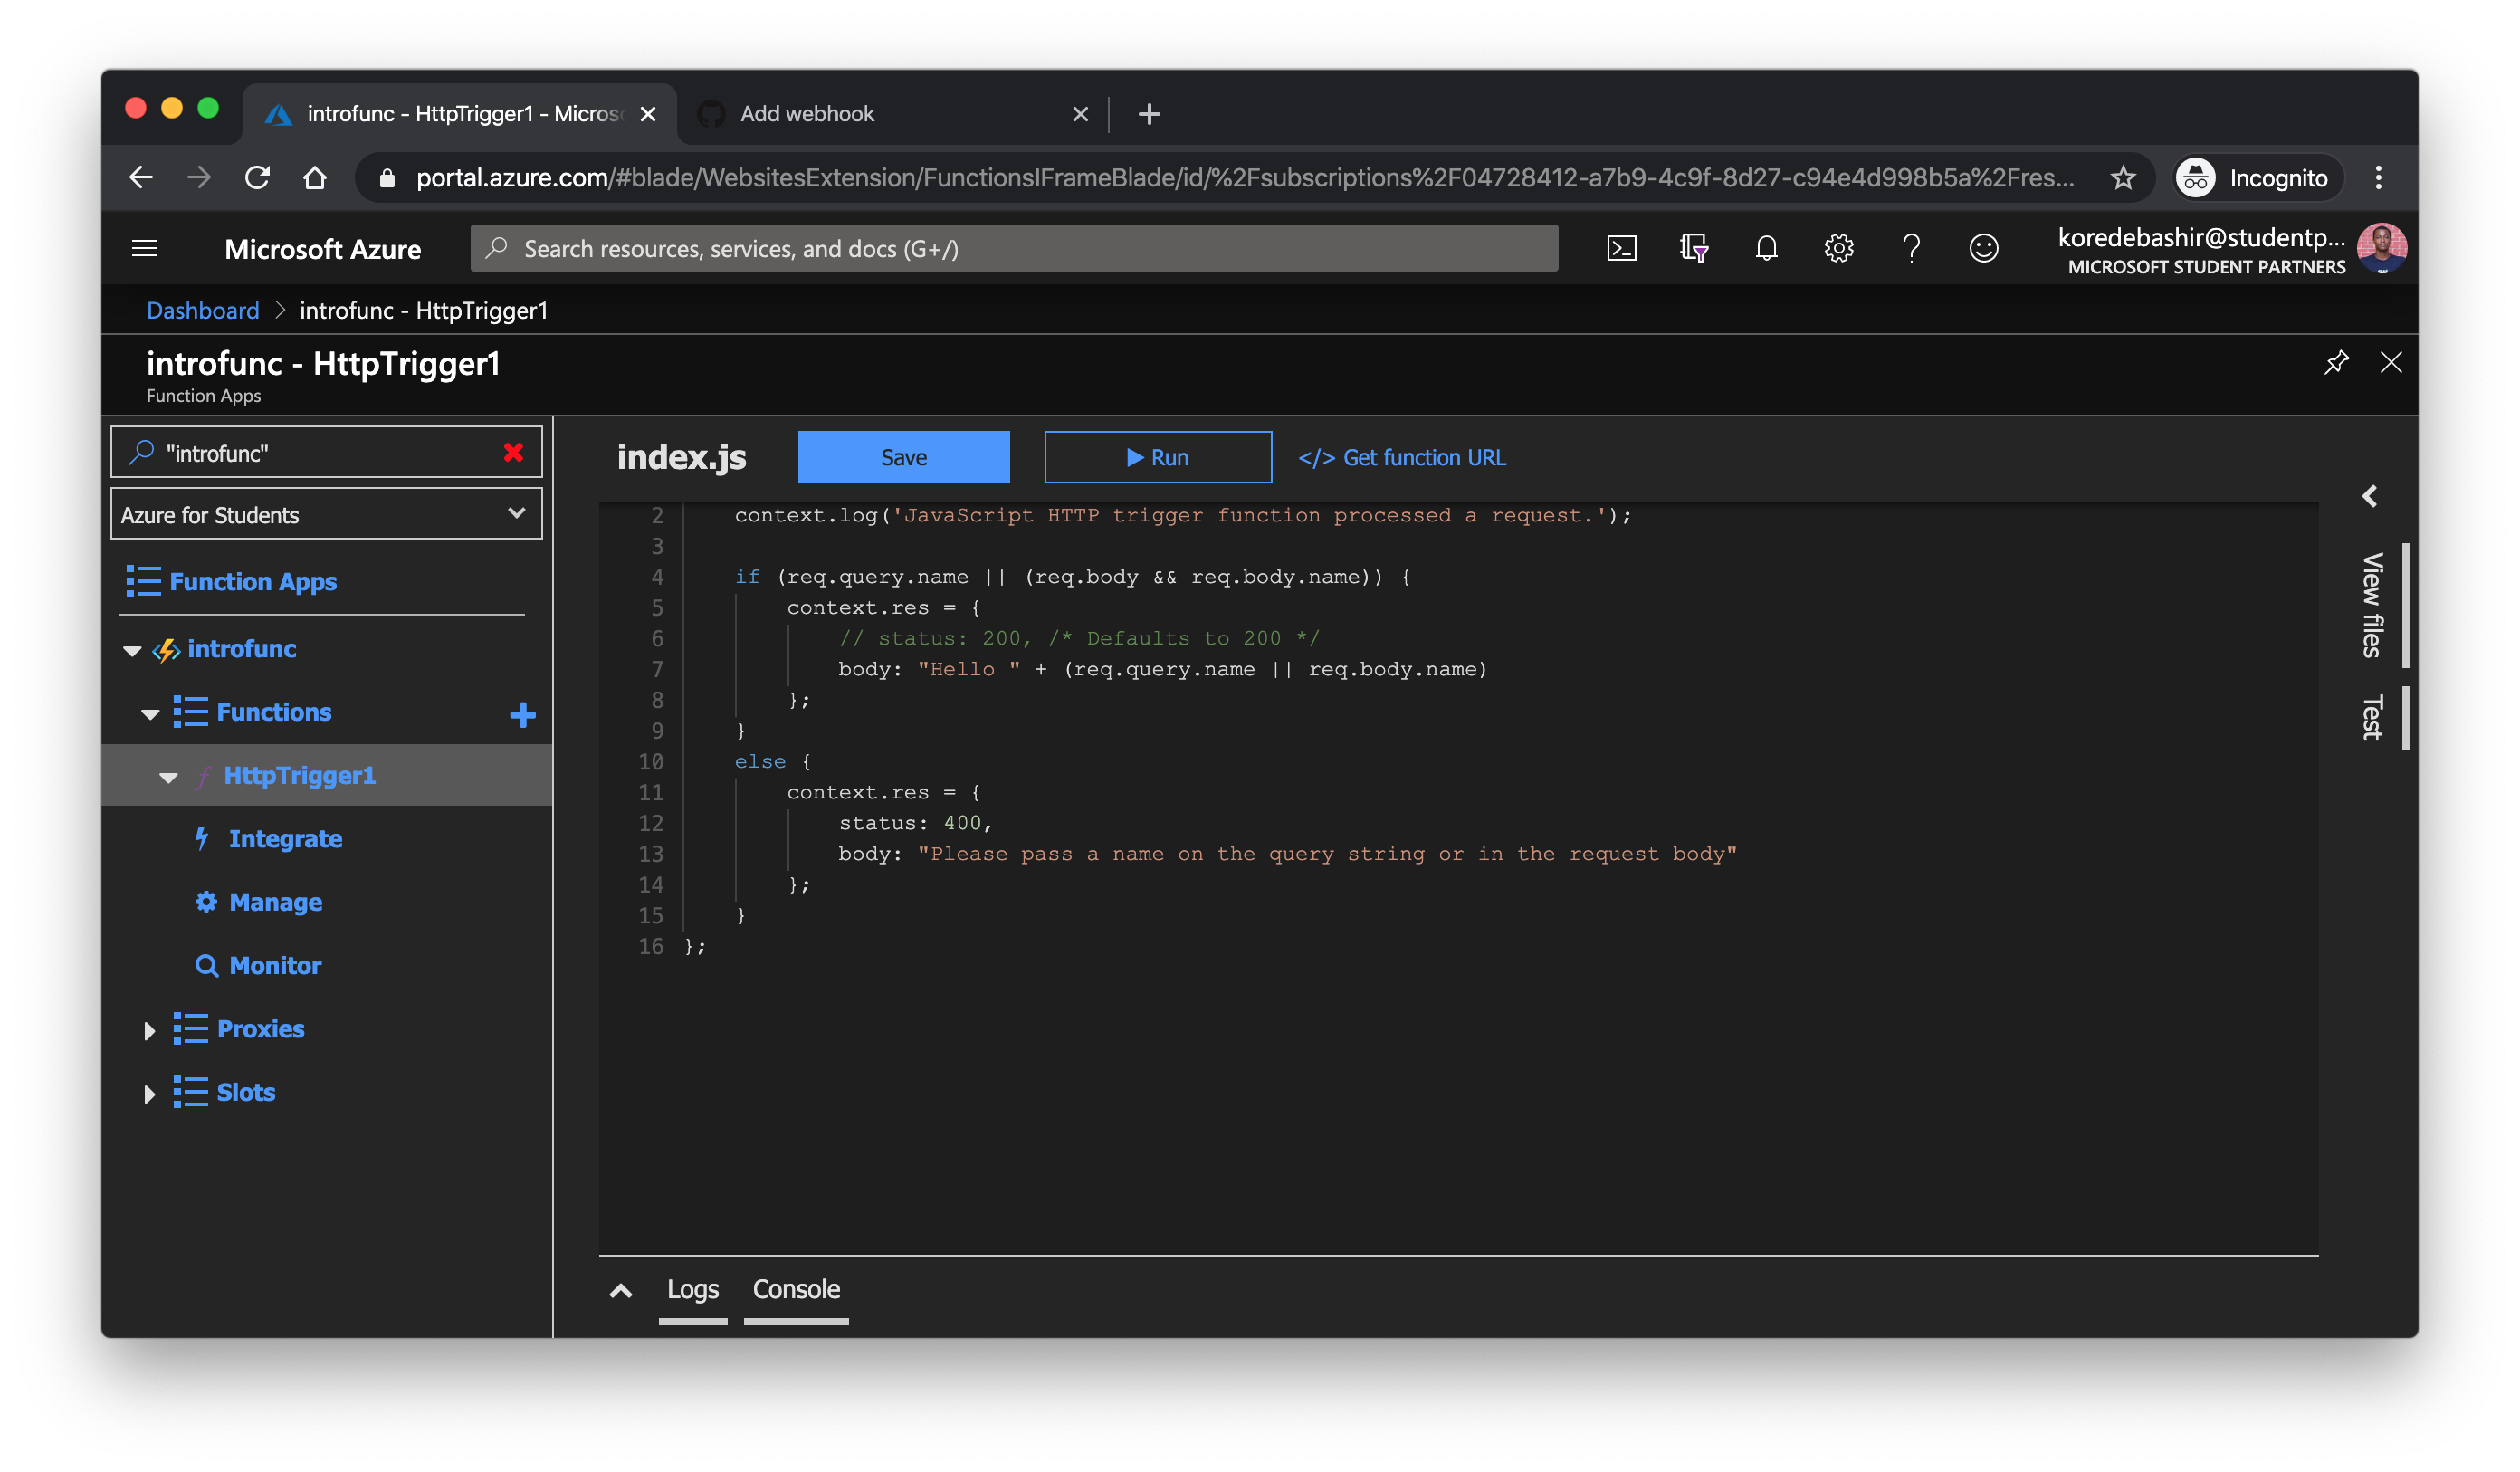 introfunc - HttpTrigger1 - Micros
Add webhook
portal.azure.com/#blade/WebsitesExtension/FunctionsIFrameBlade/id/%2Fsubscriptions%2F04728412-a7b9-4c9f-8d27-c94e4d998b5a%2Fres...
Incognito
Microsoft Azure
Search resources, services, and docs (G+/)
koredebashir@studentp...
MICROSOFT STUDENT PARTNERS
Dashboard > introfunc - HttpTrigger1
introfunc - HttpTrigger1
Function Apps
"introfunc"
Azure for Students
Function Apps
introfunc
Functions
HttpTrigger1
Integrate
Manage
Monitor
Proxies
Slots
index.js
Save
Run
</> Get function URL
2 context.log('JavaScript HTTP trigger function processed a request.');
3
4 if (req.query.name || (req.body && req.body.name)) {
5 context.res = {
6 // status: 200, /* Defaults to 200 */
7 body: "Hello " + (req.query.name || req.body.name)
8 };
9 }
10 else {
11 context.res = {
12 status: 400,
13 body: "Please pass a name on the query string or in the request body"
14 };
15 }
16 };
View files
Test
Logs
Console